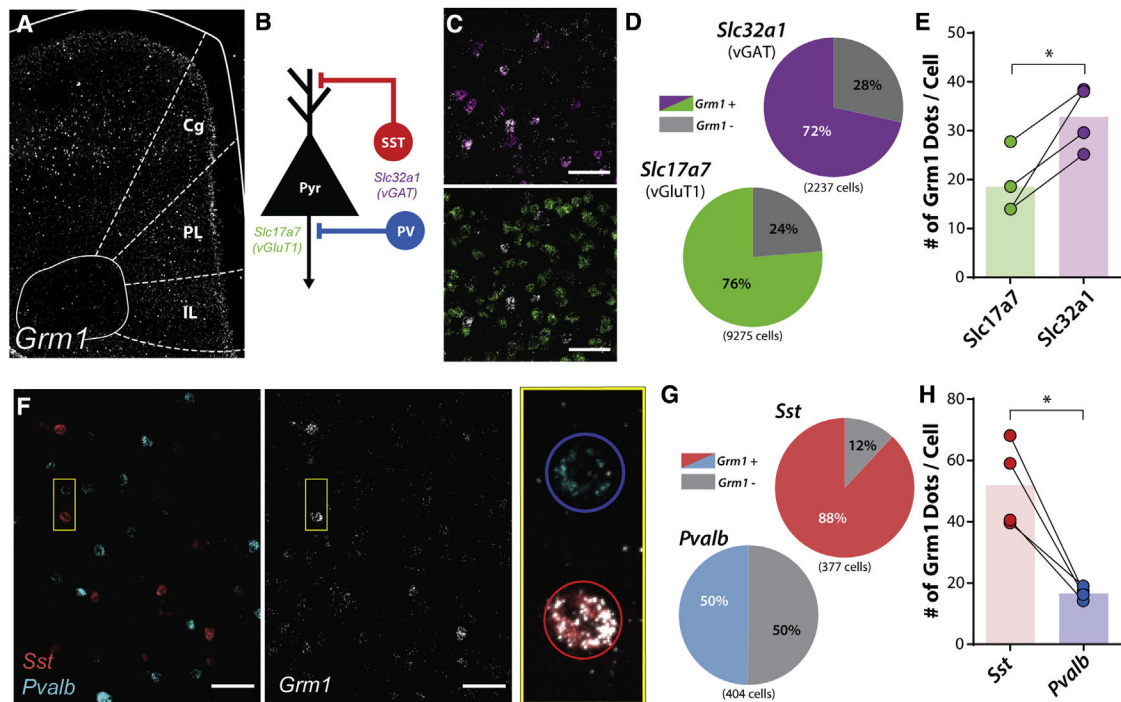 A
Cg
PL
IL
Grm1
B
SST
Slc32a1
(vGAT)
Pyr
Slc17a7
(vGluT1)
PV
C
D
Slc32a1
(vGAT)
28%
72%
Grm1 +
Grm1 -
(2237 cells)
Slc17a7
(vGluT1)
24%
76%
(9275 cells)
E
# of Grm1 Dots / Cell
50
40
30
20
10
0
*
Slc17a7
Slc32a1
F
Sst
Pvalb
Grm1
G
Sst
12%
88%
Grm1 +
Grm1 -
(377 cells)
Pvalb
50%
50%
(404 cells)
H
# of Grm1 Dots / Cell
80
60
40
20
0
*
Sst
Pvalb